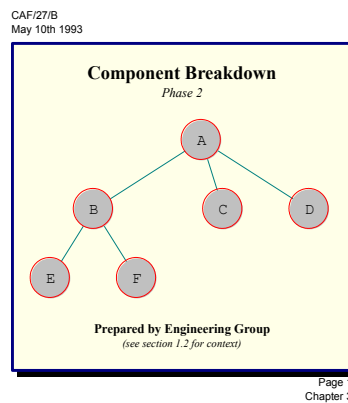 CAF/27/B
May 10th 1993
Component Breakdown
Phase 2
A
B C D
E F
Prepared by Engineering Group
(see section 1.2 for context)
Page
Chapter